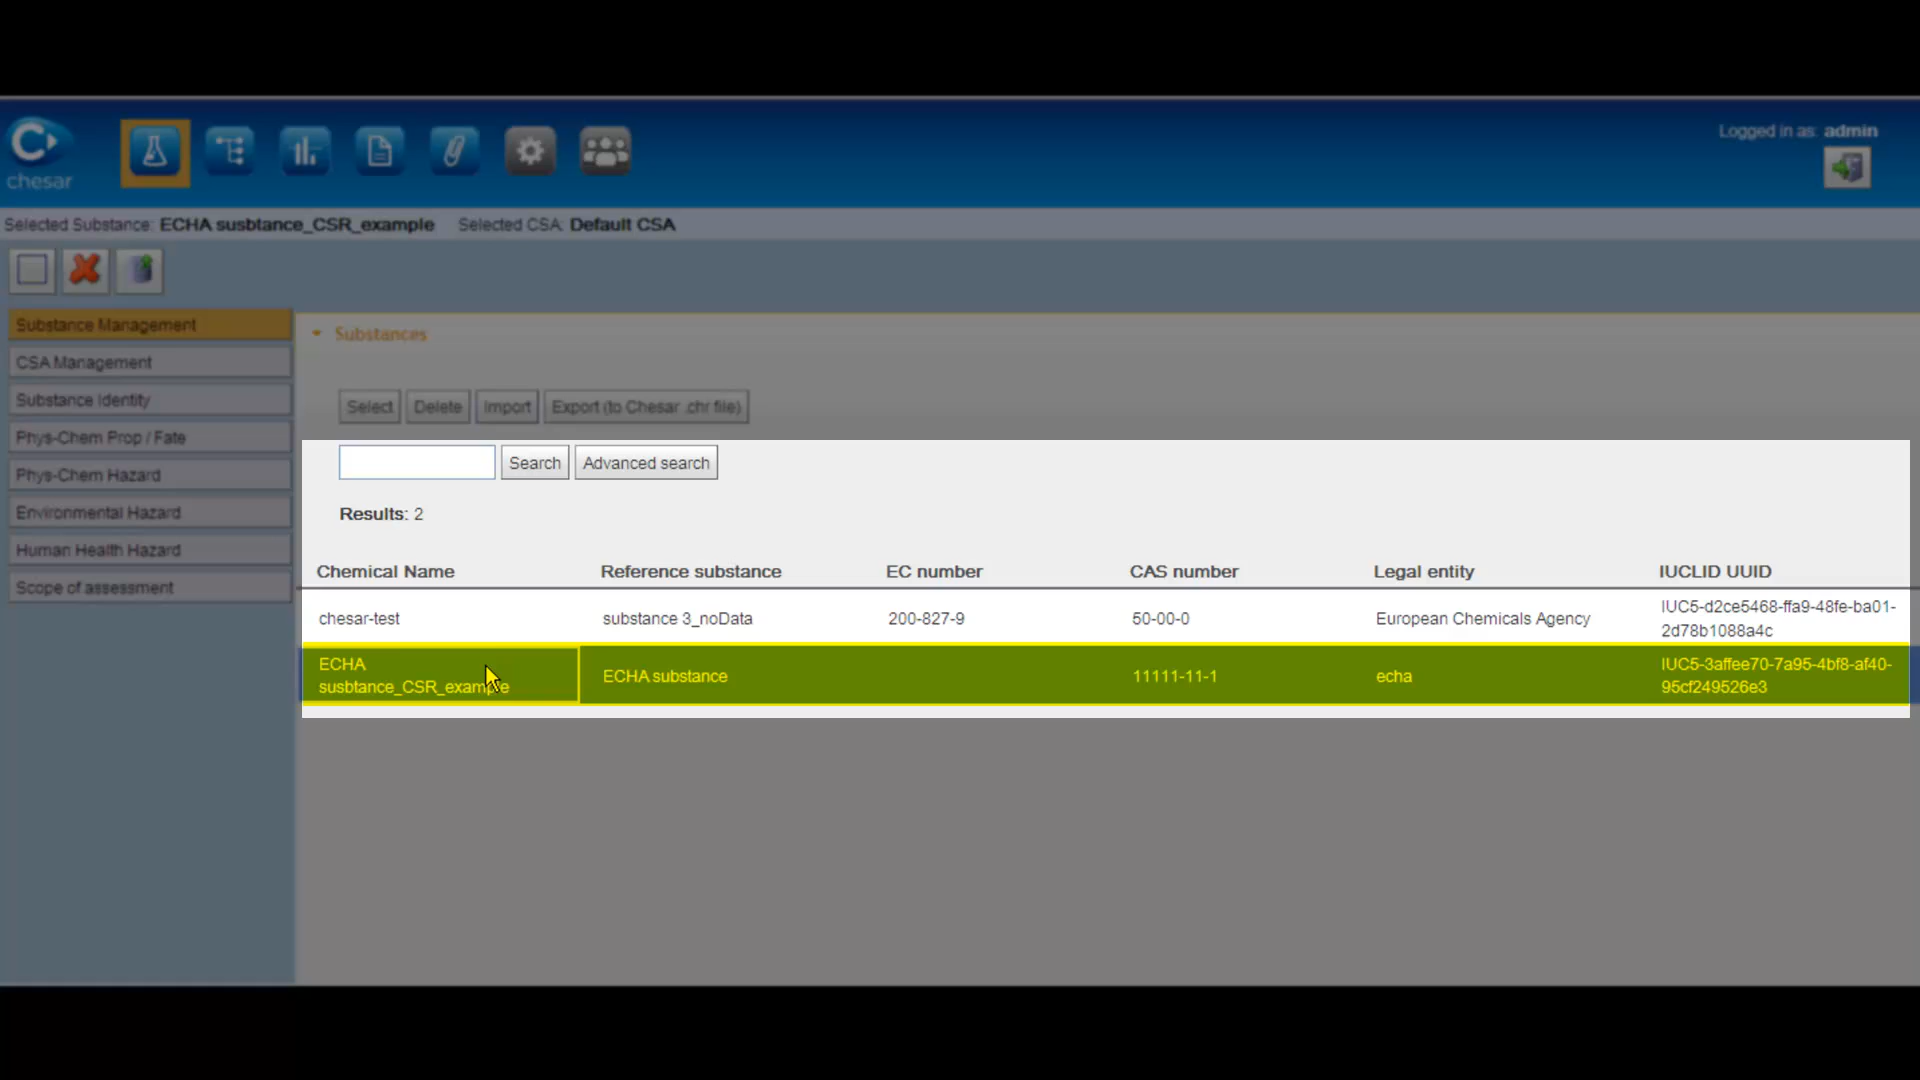 Logged in as: admin
chesar
Selected Substance: ECHA susbtance_CSR_example Selected CSA: Default CSA
Substance Management
CSA Management
Substance Identity
Phys-Chem Prop / Fate
Phys-Chem Hazard
Environmental Hazard
Human Health Hazard
Scope of assessment
Substances
Select Delete Import Export (to Chesar .chr file)
Search Advanced search
Results: 2
Chemical Name Reference substance EC number CAS number Legal entity IUCLID UUID
chesar-test substance 3_noData 200-827-9 50-00-0 European Chemicals Agency IUC5-d2ce5468-ffa9-48fe-ba01-
2d78b1088a4c
ECHA
susbtance_CSR_example ECHA substance 11111-11-1 echa IUC5-3affee70-7a95-4bf8-af40-
95cf249526e3